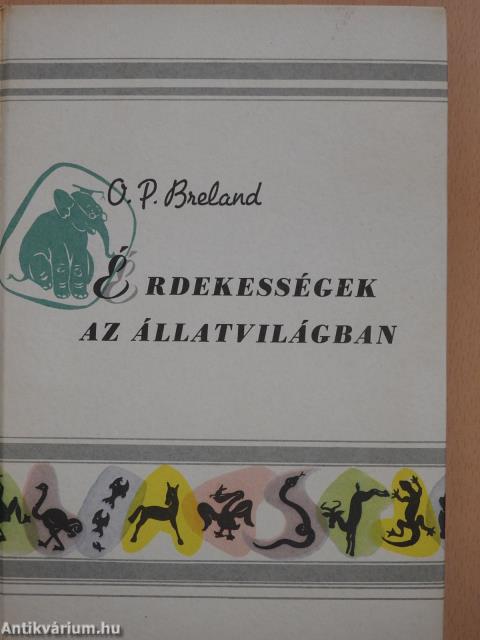 O. P. Breland
ÉRDEKESSÉGEK
AZ ÁLLATVILÁGBAN
Antikvárium.hu